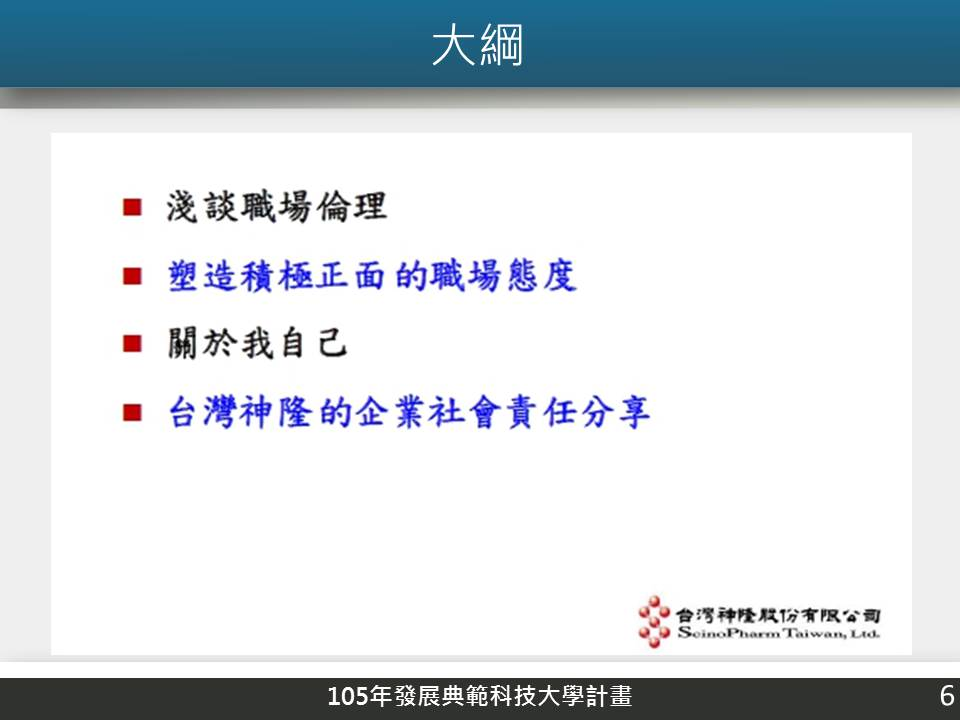 大綱
淺談職場倫理
塑造積極正面的職場態度
關於我自己
台灣神隆的企業社會責任分享
台灣神隆股份有限公司
ScinoPharm Taiwan, Ltd.
105年發展典範科技大學計畫
6